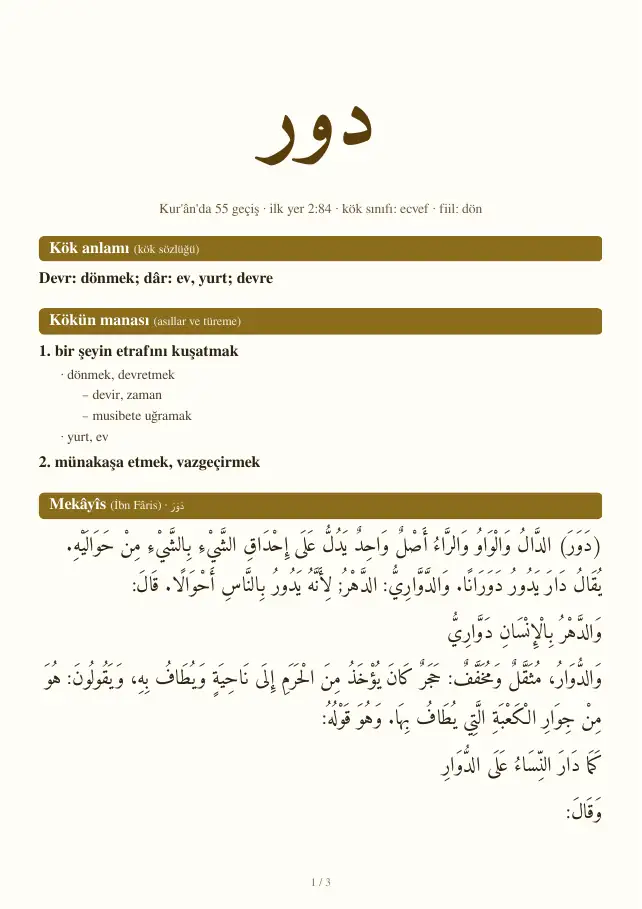 دور
Kur'ân'da 55 geçiş · ilk yer 2:84 · kök sınıfı: ecvef · fiil: dön
Kök anlamı (kök sözlüğü)
Devr: dönmek; dâr: ev, yurt; devre
Kökün manası (asıllar ve türeme)
1. bir şeyin etrafını kuşatmak
· dönmek, devretmek
– devir, zaman
– musibete uğramak
· yurt, ev
2. münakaşa etmek, vazgeçirmek
Mekâyîs (İbn Fâris) · دَوَرَ
(دَوَرَ) الدَّالُ وَالْوَاوُ وَالرَّاءُ أَصْلٌ وَاحِدٌ يَدُلُّ عَلَى إِحْدَاقِ الشَّيْءِ بِالشَّيْءِ مِنْ حَوَالَيْهِ.
يُقَالُ دَارَ يَدُورُ دَوَرَانًا. وَالدَّوَّارِيُّ: الدَّهْرُ; لِأَنَّهُ يَدُورُ بِالنَّاسِ أَحْوَالًا. قَالَ:
وَالدَّهْرُ بِالْإِنْسَانِ دَوَّارِيُّ
وَالدُّوَارُ، مُثَقَّلٌ وَمُخَفَّفٌ: حَجَرٌ كَانَ يُؤْخَذُ مِنَ الْحَرَمِ إِلَى نَاحِيَةٍ وَيُطَافُ بِهِ، وَيَقُولُونَ: هُوَ
مِنْ جِوَارِ الْكَعْبَةِ الَّتِي يُطَافُ بِهَا. وَهُوَ قَوْلُهُ:
كَمَا دَارَ النِّسَاءُ عَلَى الدُّوَارِ
وَقَالَ:
1 / 3